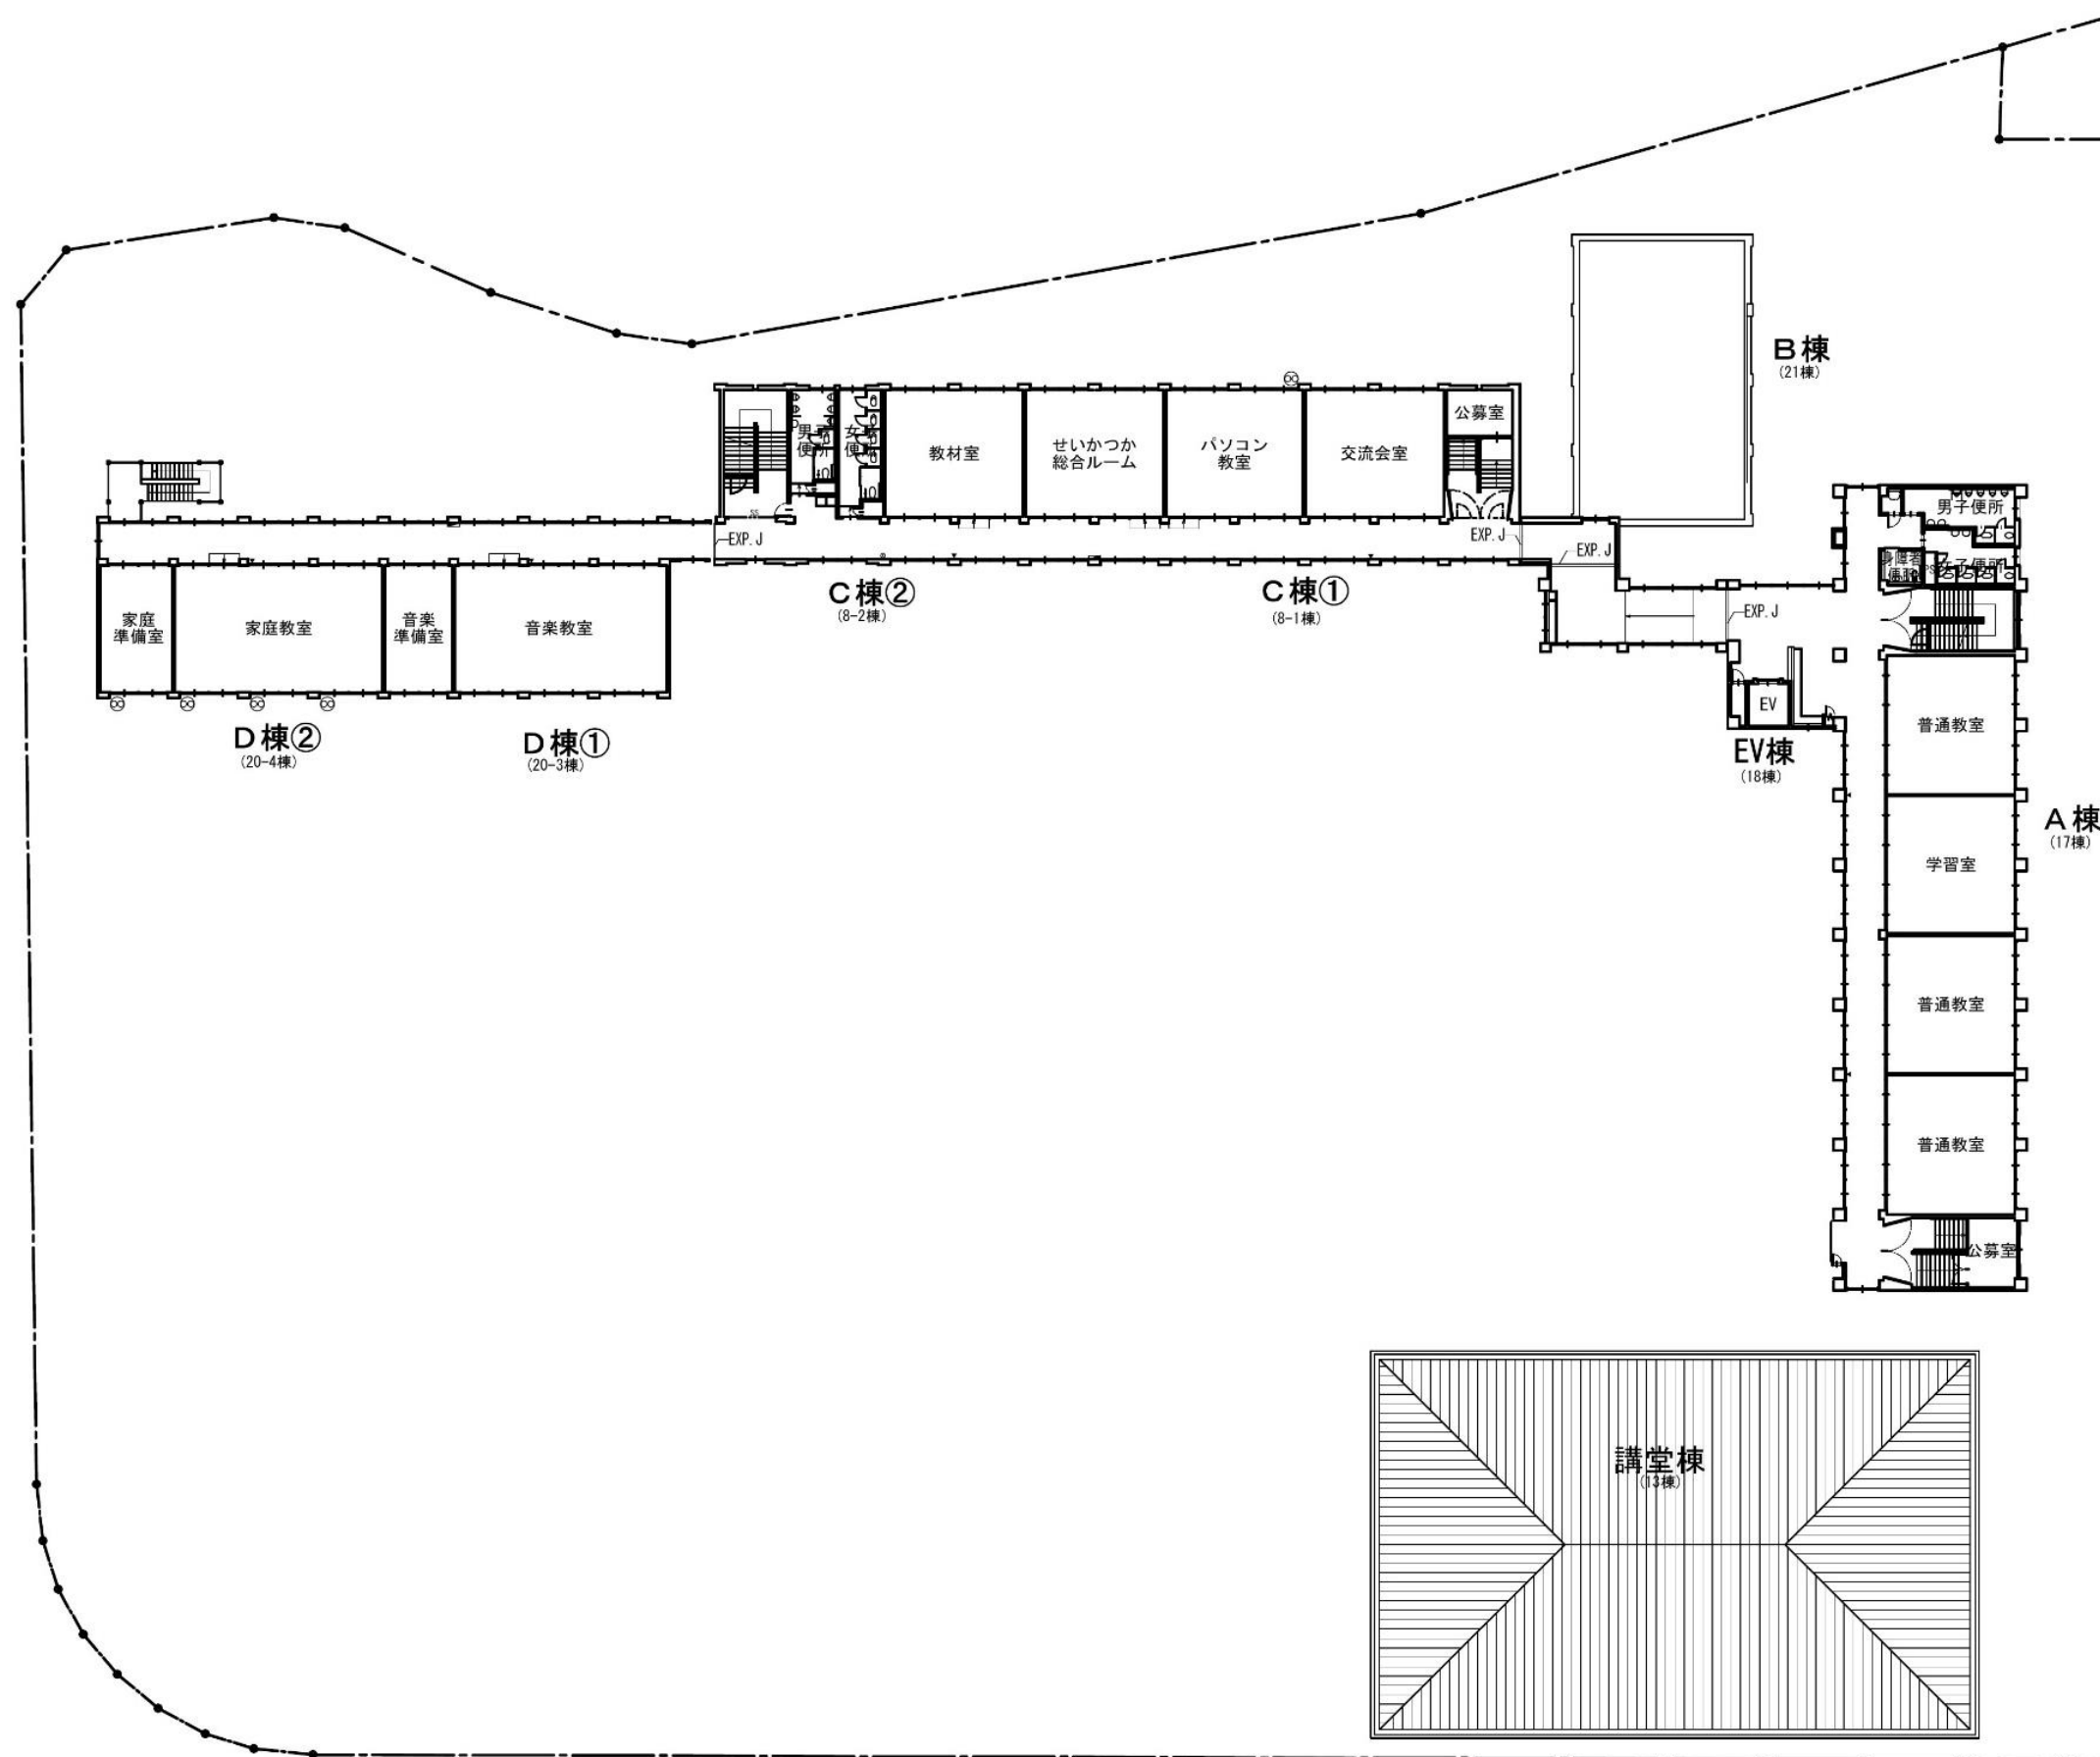 B棟
(21棟)
公募室
男子
便所
女子
便所
教材室
せいかつか
総合ルーム
パソコン
教室
交流会室
男子便所
EXP.J
EXP.J
EXP.J
身障者
便所
女子便所
PS
C棟②
(8-2棟)
C棟①
(8-1棟)
EXP.J
家庭
準備室
家庭教室
音楽
準備室
音楽教室
EV
普通教室
D棟②
(20-4棟)
D棟①
(20-3棟)
EV棟
(18棟)
A棟
(17棟)
学習室
普通教室
普通教室
公募室
講堂棟
(13棟)